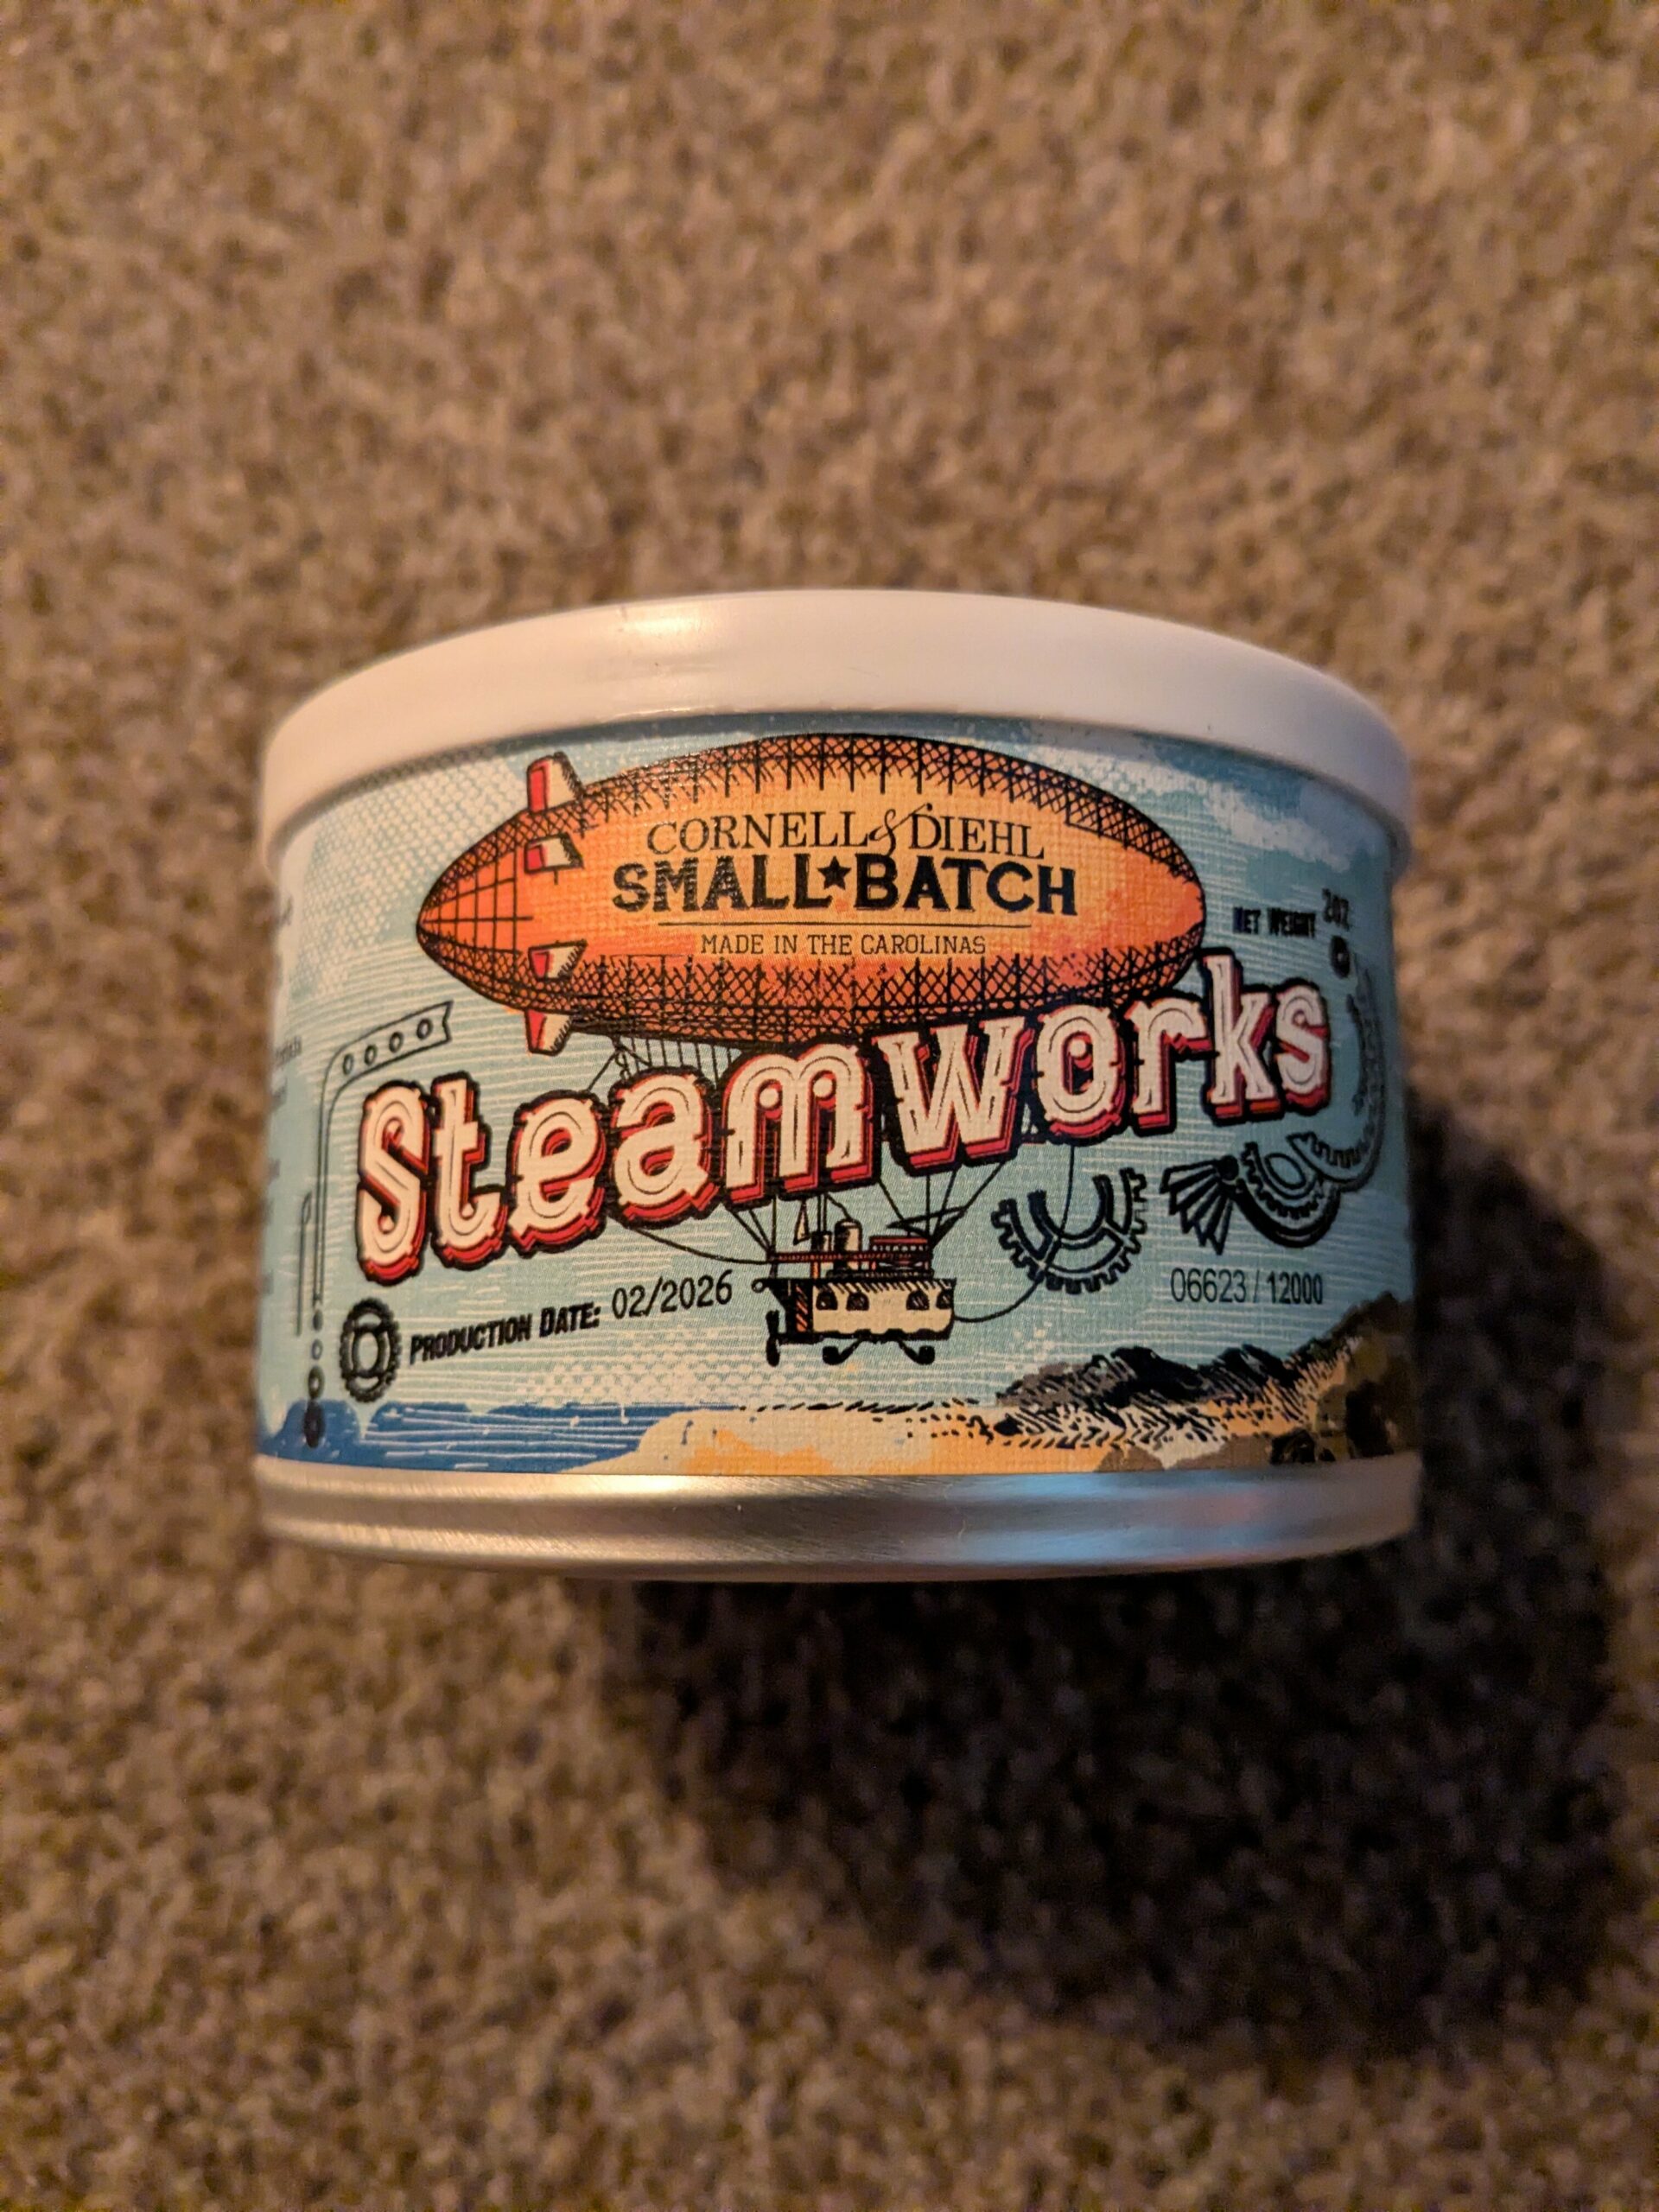 CORNELL & DIEHL
SMALL★BATCH
MADE IN THE CAROLINAS
NET WEIGHT 2OZ
Steamworks
PRODUCTION DATE: 02/2026
06623 / 12000